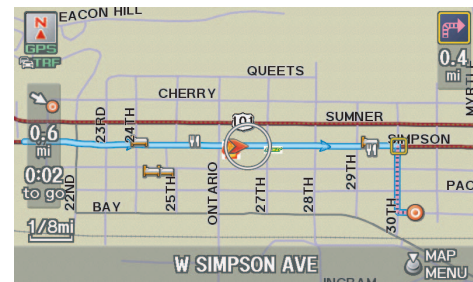 EACON HILL
N
GPS
TRF
QUEETS
0.4
mi
CHERRY
101
SUMNER
23RD
24TH
0.6
mi
SIMPSON
0:02
to go
22ND
25TH
ONTARIO
27TH
28TH
29TH
30TH
PAC
BAY
1/8mi
W SIMPSON AVE
MAP
MENU
INGRAM